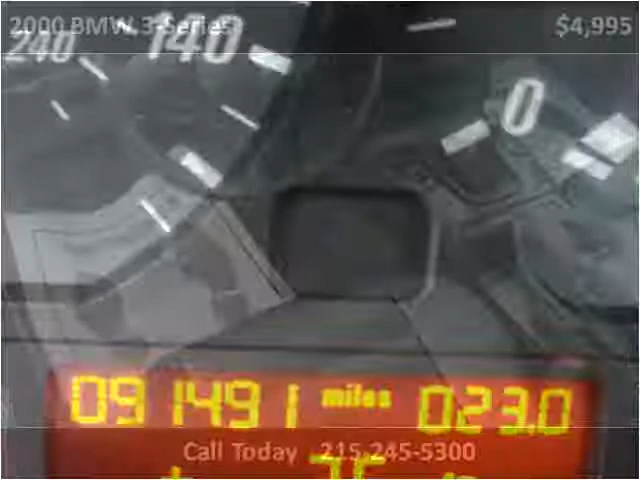 2000 BMW 3-Series
$4,995
240
140
0
091491 miles 023.0
Call Today 215 245-5300